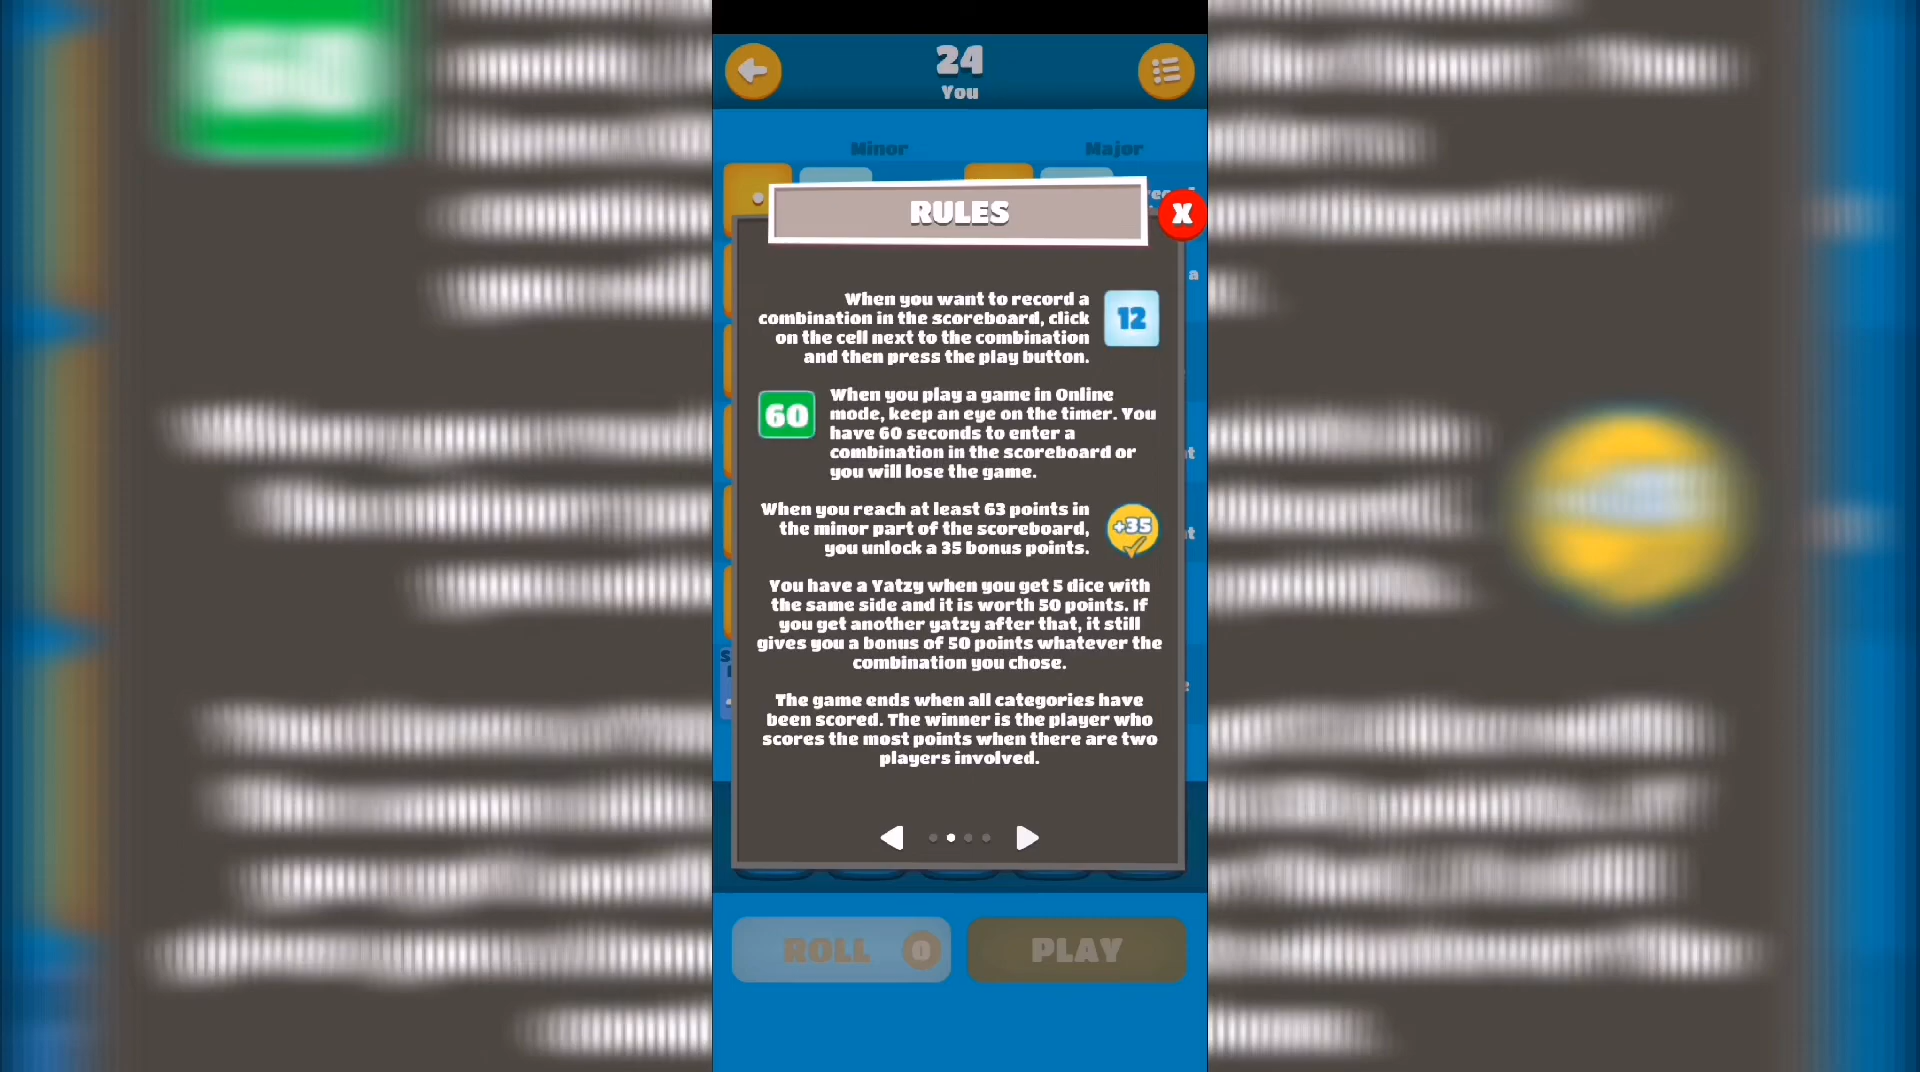 24
You
Minor Major
RULES
X
When you want to record a
combination in the scoreboard, click
on the cell next to the combination
and then press the play button.
12
60
When you play a game in Online
mode, keep an eye on the timer. You
have 60 seconds to enter a
combination in the scoreboard or
you will lose the game.
When you reach at least 63 points in
the minor part of the scoreboard,
you unlock a 35 bonus points.
+35
You have a Yatzy when you get 5 dice with
the same side and it is worth 50 points. If
you get another yatzy after that, it still
gives you a bonus of 50 points whatever the
combination you chose.
The game ends when all categories have
been scored. The winner is the player who
scores the most points when there are two
players involved.
ROLL 0 PLAY